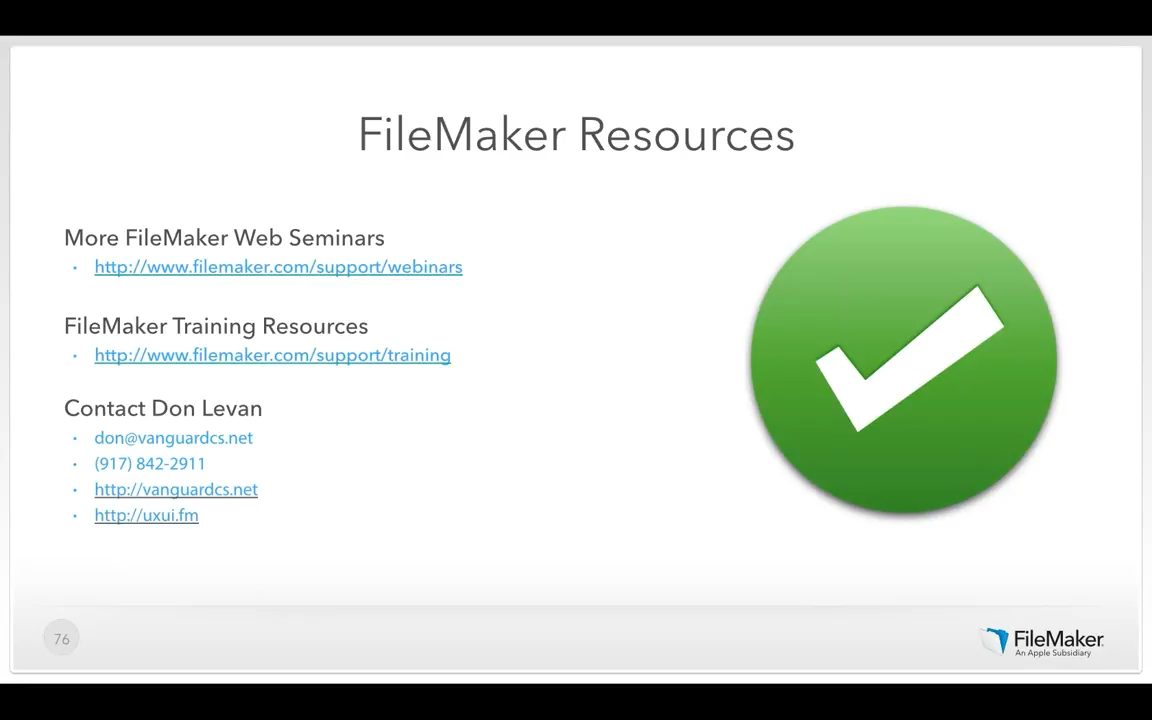 FileMaker Resources
More FileMaker Web Seminars
· http://www.filemaker.com/support/webinars
FileMaker Training Resources
· http://www.filemaker.com/support/training
Contact Don Levan
· don@vanguardcs.net
· (917) 842-2911
· http://vanguardcs.net
· http://uxui.fm
76
FileMaker
An Apple Subsidiary